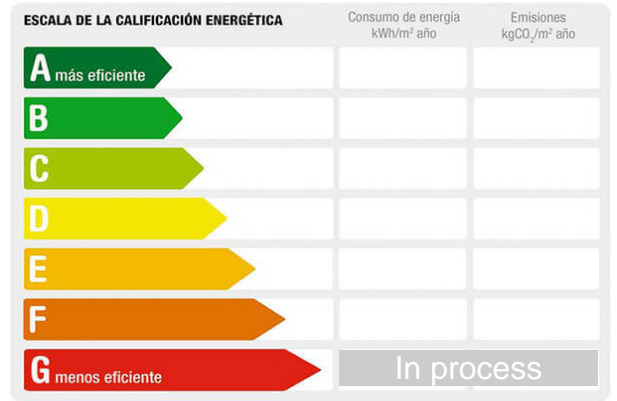 ESCALA DE LA CALIFICACIÓN ENERGÉTICA
Consumo de energía
kWh/m² año
Emisiones
kgCO₂/m² año
A más eficiente
B
C
D
E
F
G menos eficiente
In process